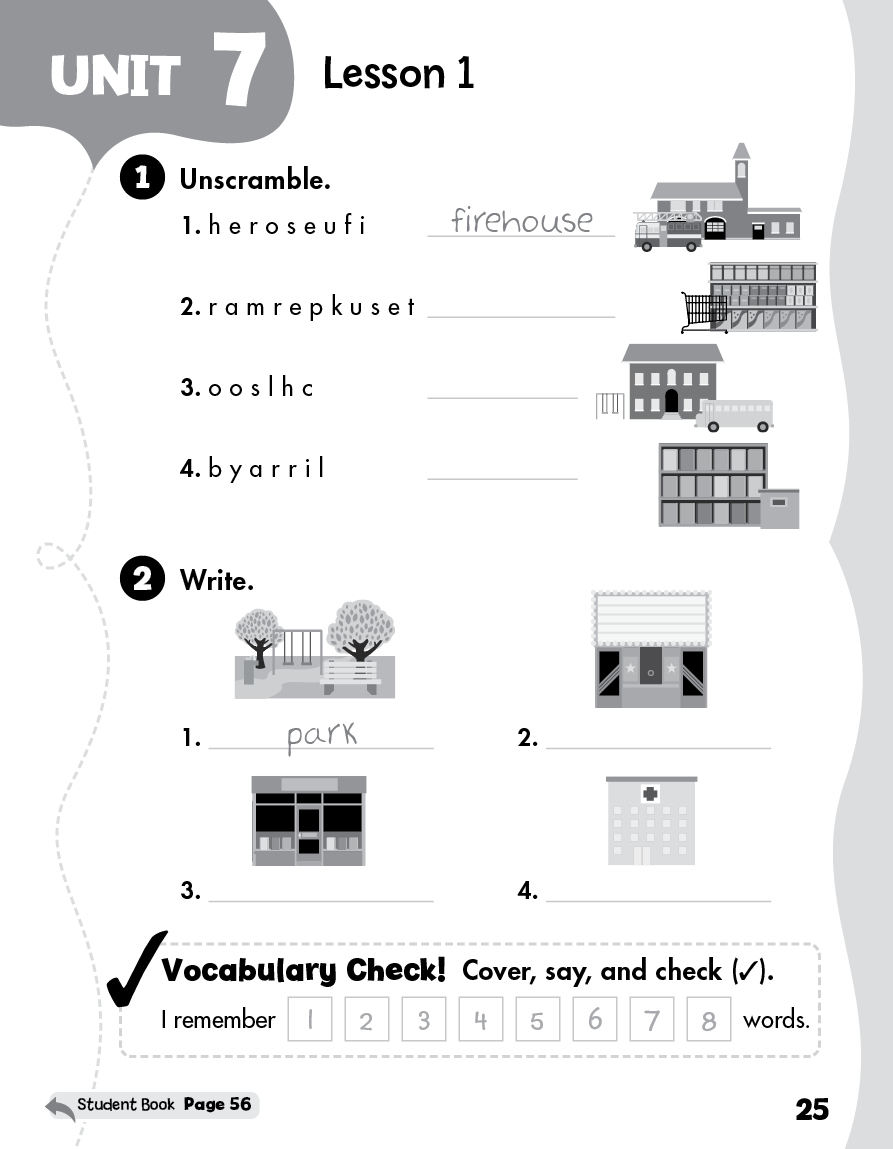 UNIT 7 Lesson 1
1 Unscramble.
1. h e r o s e u f i firehouse
2. r a m r e p k u s e t
3. o o s l h c
4. b y a r r i l
2 Write.
1. park 2.
3. 4.
✓ Vocabulary Check! Cover, say, and check (✓).
I remember 1 2 3 4 5 6 7 8 words.
Student Book Page 56
25